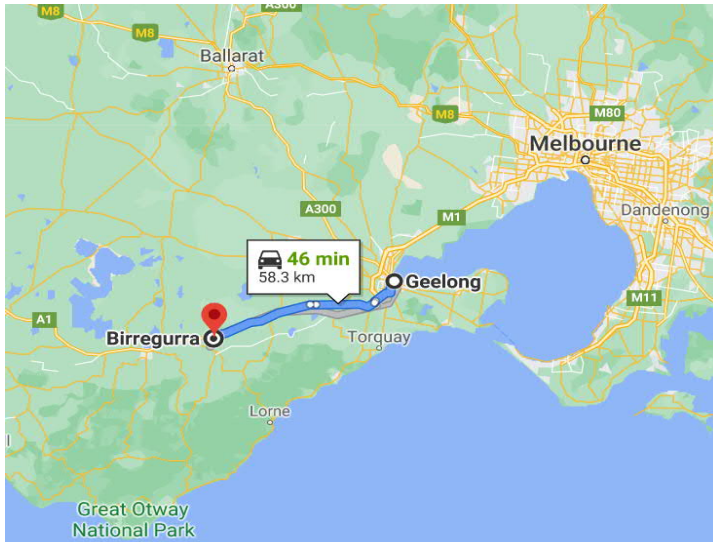 M8
M8
A300
Ballarat
M8
M80
Melbourne
A300
M1
Dandenong
46 min
58.3 km
Geelong
M11
A1
Birregurra
Torquay
Lorne
Great Otway
National Park